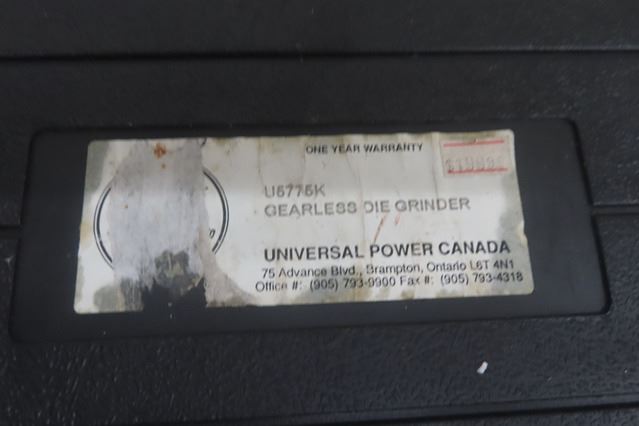 ONE YEAR WARRANTY
U5775K
GEARLESS DIE GRINDER
UNIVERSAL POWER CANADA
75 Advance Blvd., Brampton, Ontario L6T 4N1
Office #: (905) 793-9900 Fax #: (905) 793-4318